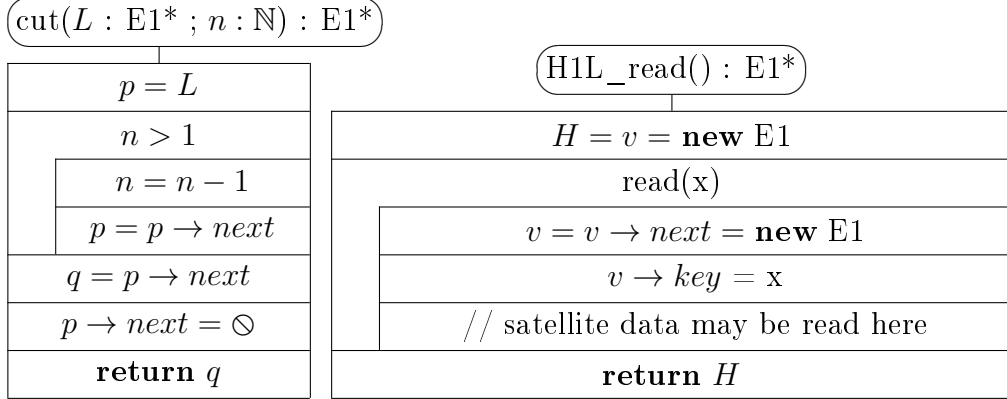 cut(L : E1* ; n : ℕ) : E1*
p = L
n > 1
n = n − 1
p = p → next
q = p → next
p → next = ⦸
return q
H1L_read() : E1*
H = v = new E1
read(x)
v = v → next = new E1
v → key = x
// satellite data may be read here
return H